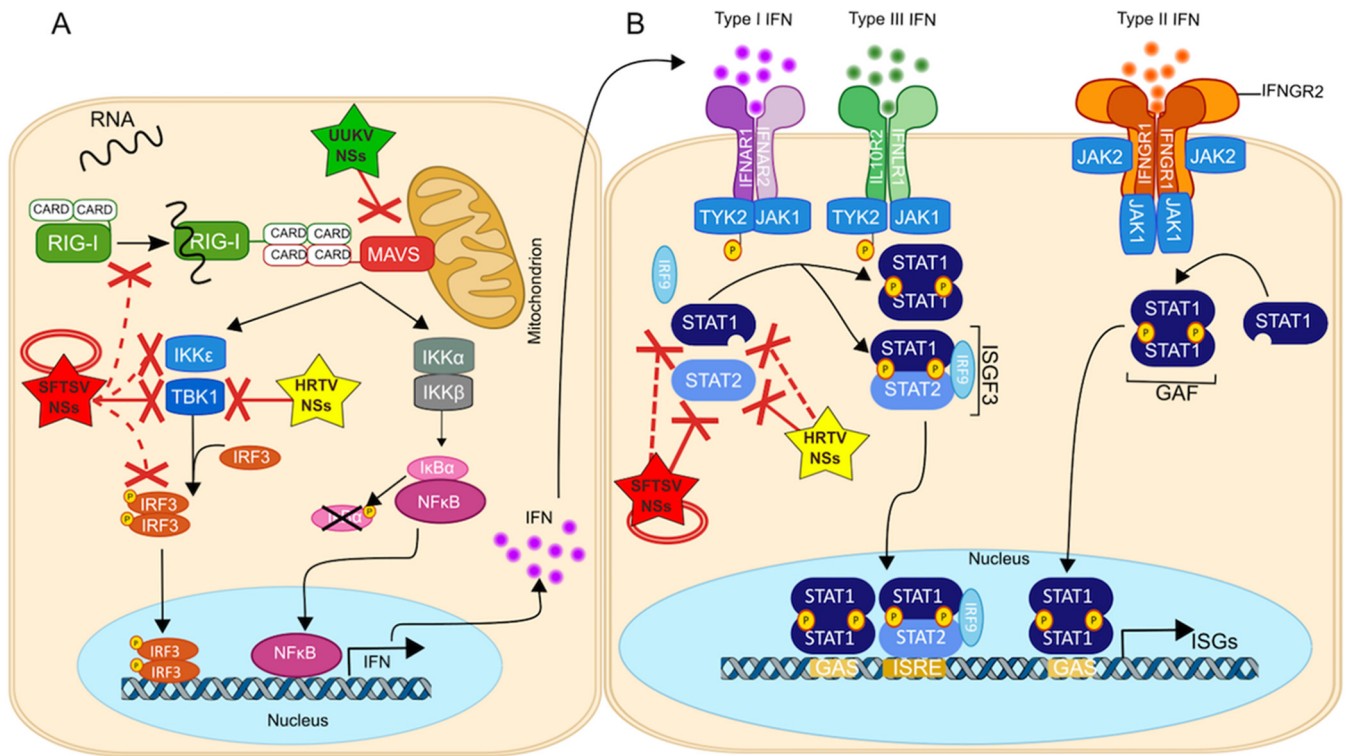 A
RNA
UUKV
NSs
CARD CARD
RIG-I
RIG-I
CARD CARD
CARD CARD
MAVS
Mitochondrion
SFTSV
NSs
IKKε
TBK1
HRTV
NSs
IKKα
IKKβ
IRF3
P
IRF3
P
IRF3
IκBα
NFκB
IκBα
P
IFN
P
IRF3
P
IRF3
NFκB
IFN
Nucleus
B
Type I IFN
Type III IFN
Type II IFN
IFNAR1
IFNAR2
IL10R2
IFNLR1
IFNGR1
IFNGR1
IFNGR2
TYK2
JAK1
TYK2
JAK1
JAK2
JAK2
JAK1
JAK1
P
P
IRF9
STAT1
STAT2
STAT1
P
P
STAT1
STAT1
P
P
STAT2
IRF9
ISGF3
HRTV
NSs
SFTSV
NSs
STAT1
P
P
STAT1
GAF
STAT1
Nucleus
STAT1
P
P
STAT1
GAS
STAT1
P
P
STAT2
IRF9
ISRE
STAT1
P
P
STAT1
GAS
ISGs